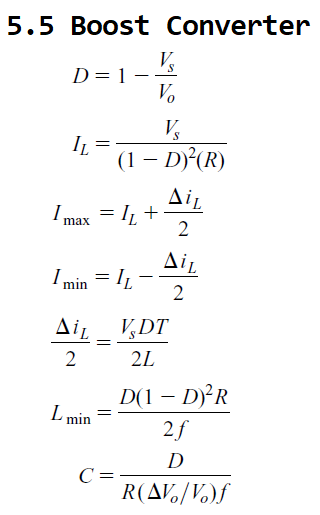 5.5 Boost Converter
D = 1 − Vs/Vo
IL = Vs/((1 − D)²(R))
Imax = IL + ΔiL/2
Imin = IL − ΔiL/2
ΔiL/2 = VsDT/2L
Lmin = D(1 − D)²R/2f
C = D/(R(ΔVo/Vo)f)